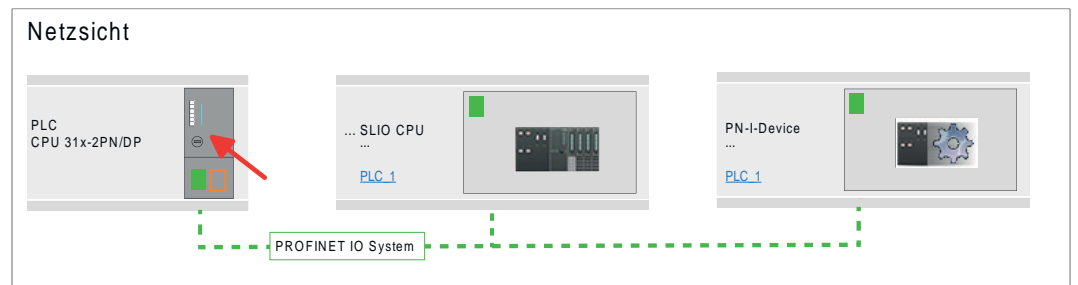 Netzsicht
PLC
CPU 31x-2PN/DP
... SLIO CPU
...
PLC_1
PN-I-Device
...
PLC_1
PROFINET IO System